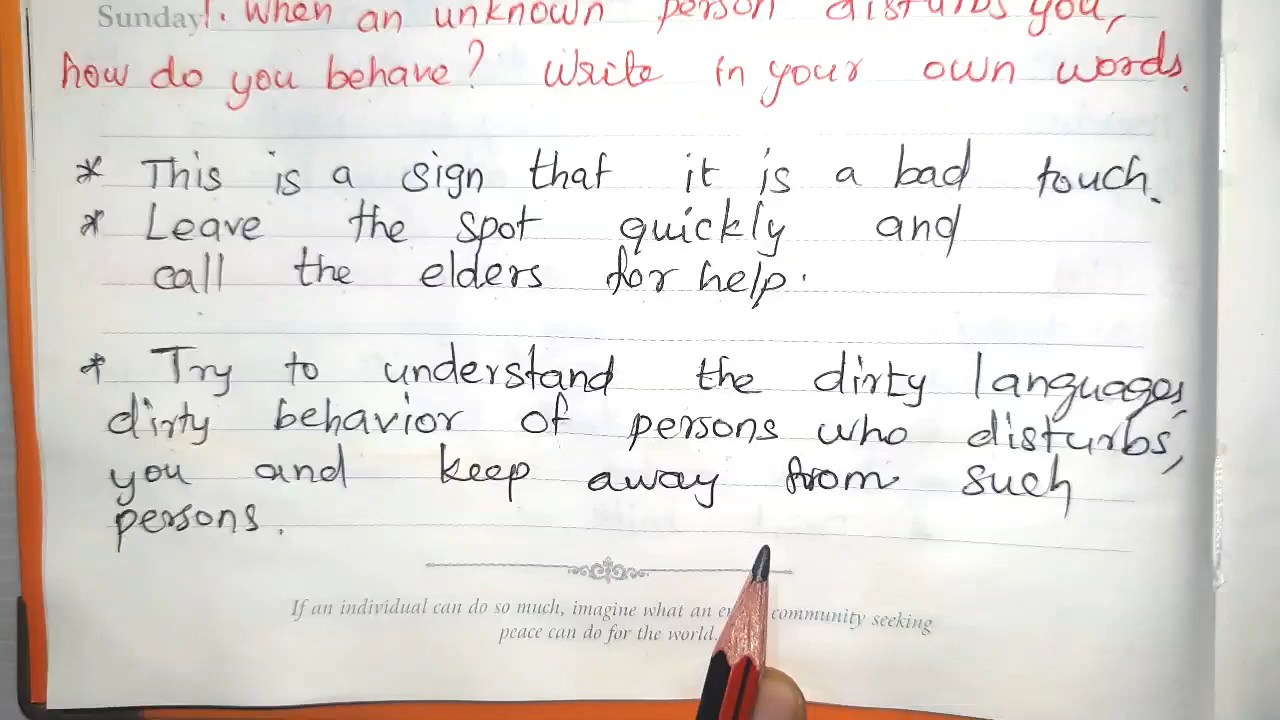 Sunday 1. When an unknown person disturbs you,
how do you behave? Write in your own words.
* This is a sign that it is a bad touch.
* Leave the spot quickly and
call the elders for help.
* Try to understand the dirty languages,
dirty behavior of persons who disturbs,
you and keep away from such
persons.
If an individual can do so much, imagine what an community seeking
peace can do for the world.